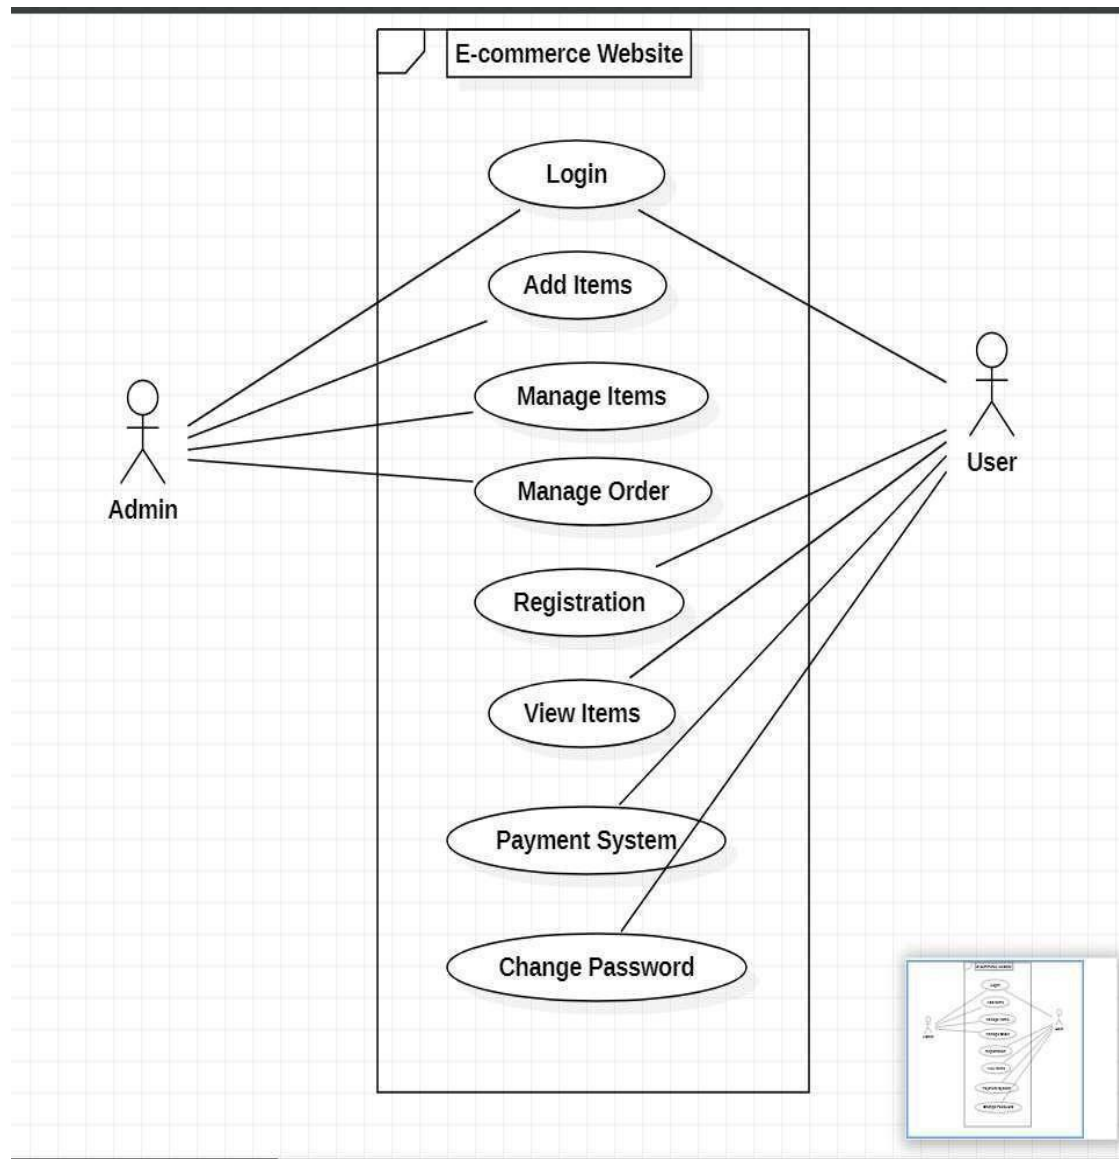 E-commerce Website
Login
Add Items
Manage Items
Manage Order
Registration
View Items
Payment System
Change Password
Admin
User